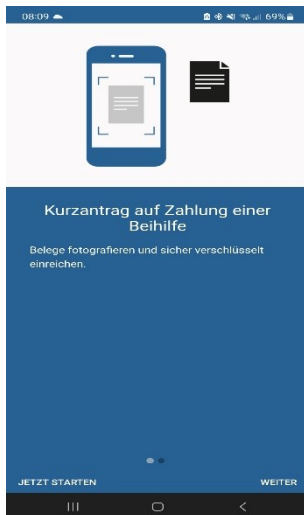 08:09 69%
Kurzantrag auf Zahlung einer
Beihilfe
Belege fotografieren und sicher verschlüsselt
einreichen.
JETZT STARTEN WEITER